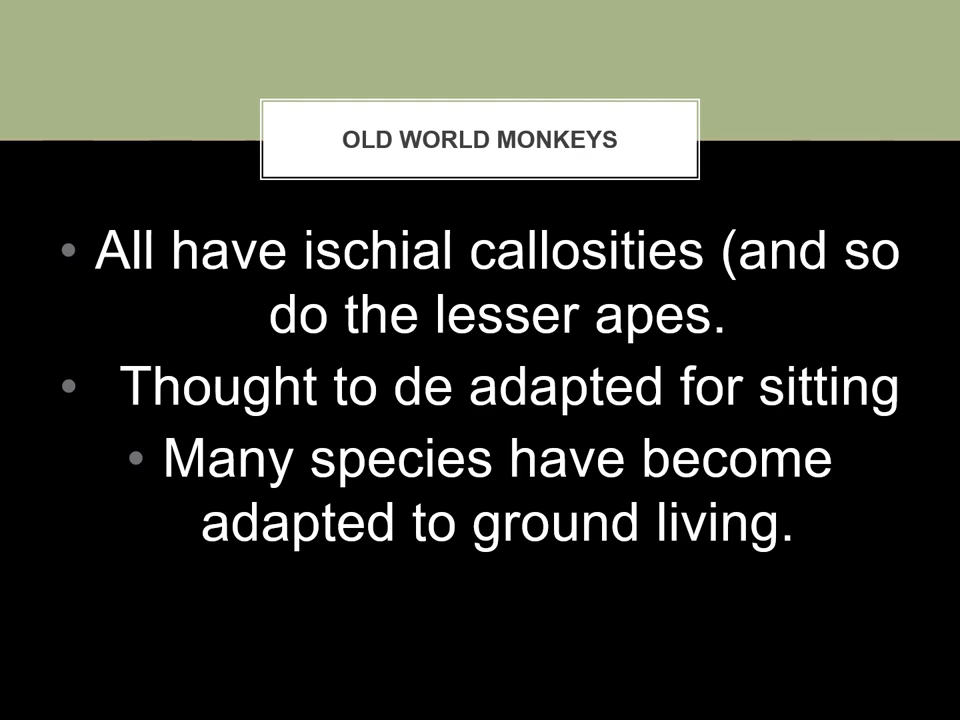 OLD WORLD MONKEYS
• All have ischial callosities (and so
do the lesser apes.
• Thought to de adapted for sitting
• Many species have become
adapted to ground living.